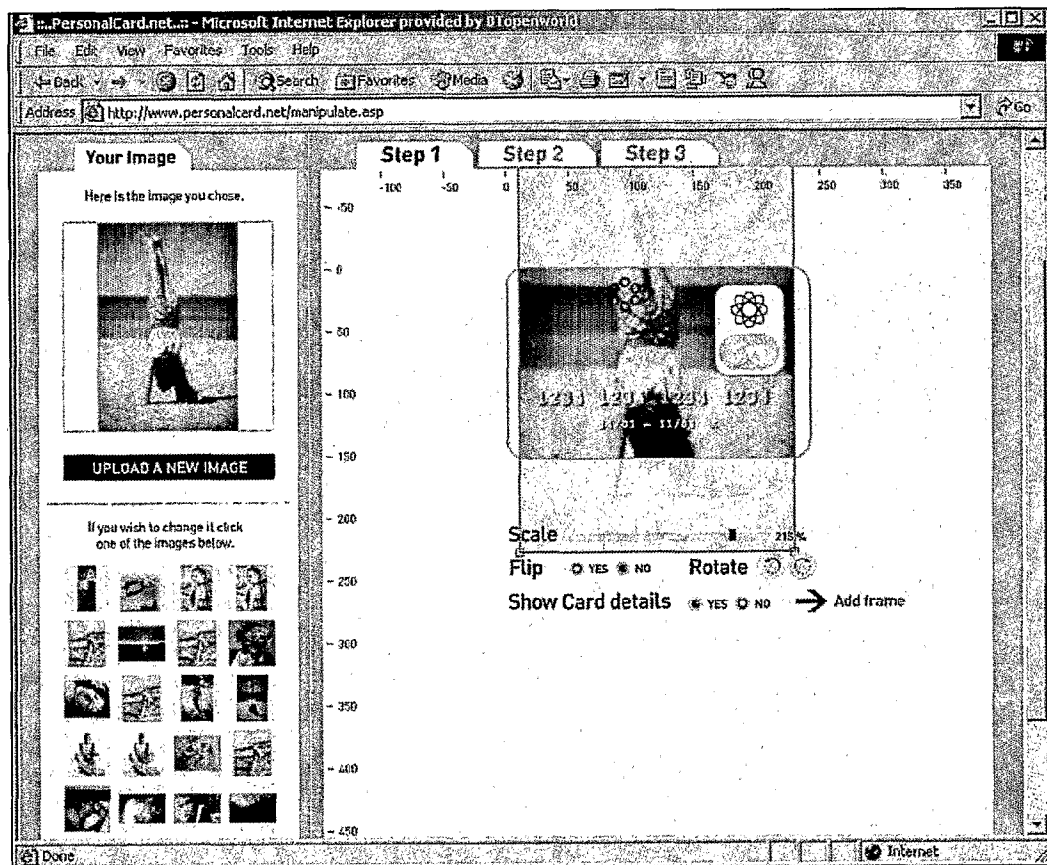 ::..PersonalCard.net..:: - Microsoft Internet Explorer provided by BTopenworld
File Edit View Favorites Tools Help
Back Search Favorites Media
Address http://www.personalcard.net/manipulate.asp Go
Your Image
Here is the image you chose.
UPLOAD A NEW IMAGE
If you wish to change it click
one of the images below.
Step 1 Step 2 Step 3
-100 -50 0 50 100 150 200 250 300 350
-50
0
50
100
150
200
250
300
350
400
450
1234 1234 1234 1234
11/01 - 11/03
Scale 215%
Flip YES NO Rotate
Show Card details YES NO Add frame
Done Internet